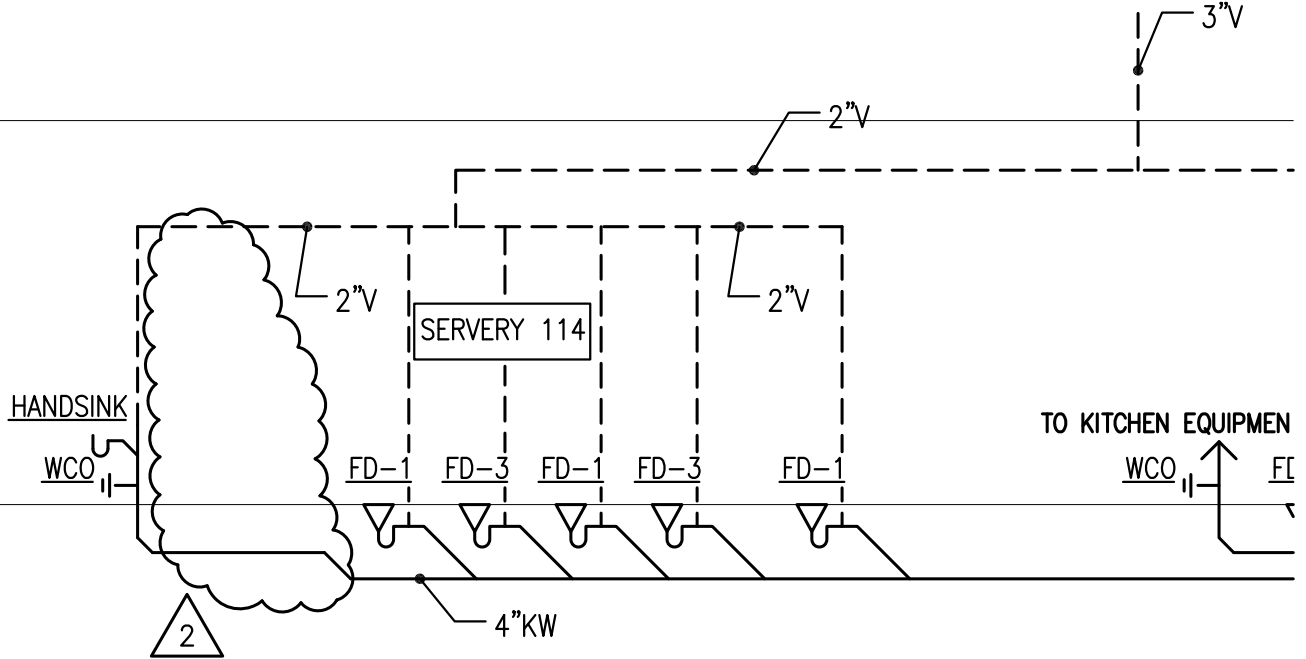 3”V
2”V
2”V
2”V
SERVERY 114
HANDSINK
TO KITCHEN EQUIPMEN
WCO
FD-1
FD-3
FD-1
FD-3
FD-1
WCO
FD
4”KW
2